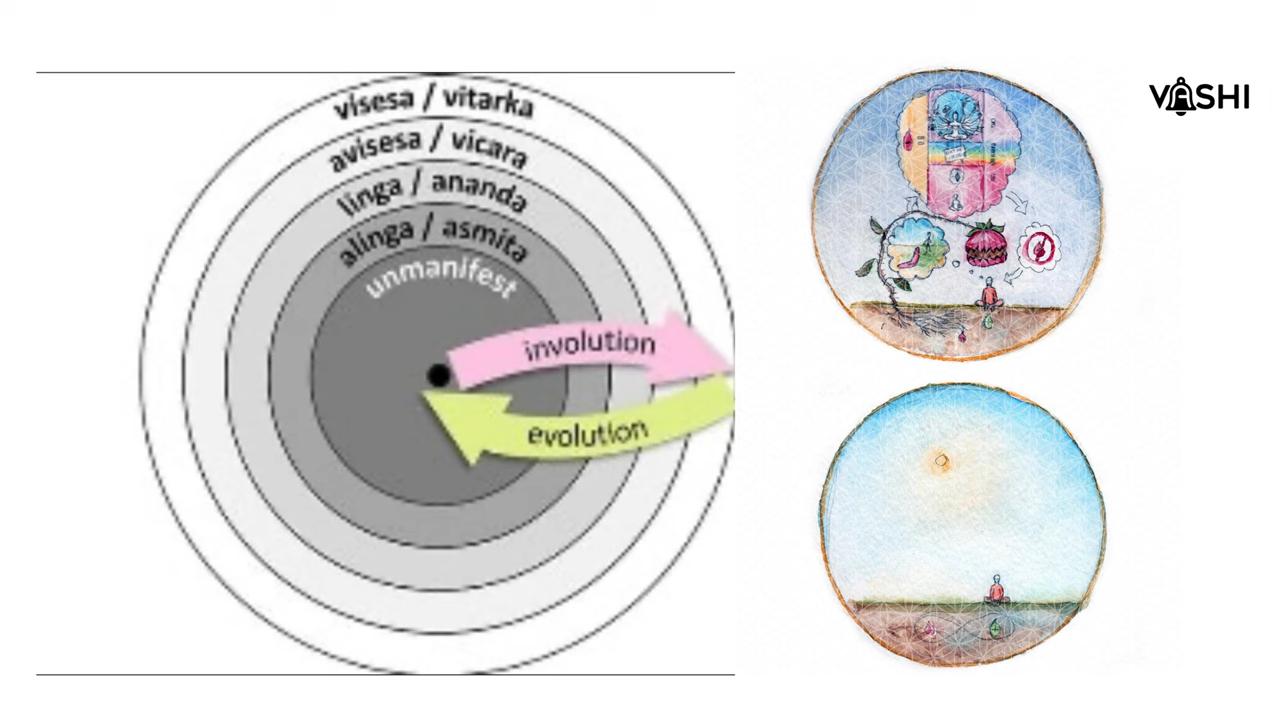 visesa / vitarka
avisesa / vicara
linga / ananda
alinga / asmita
unmanifest
involution
evolution
VASHI